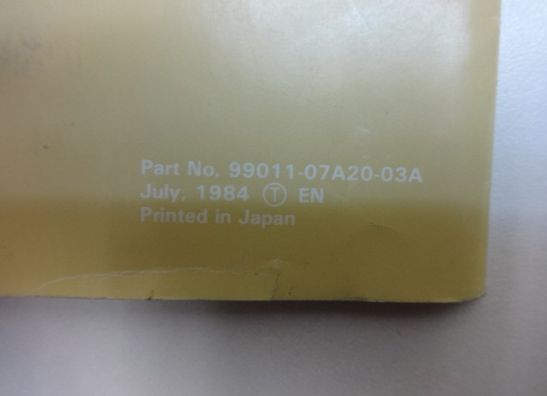 Part No. 99011-07A20-03A
July, 1984 Ⓣ EN
Printed in Japan